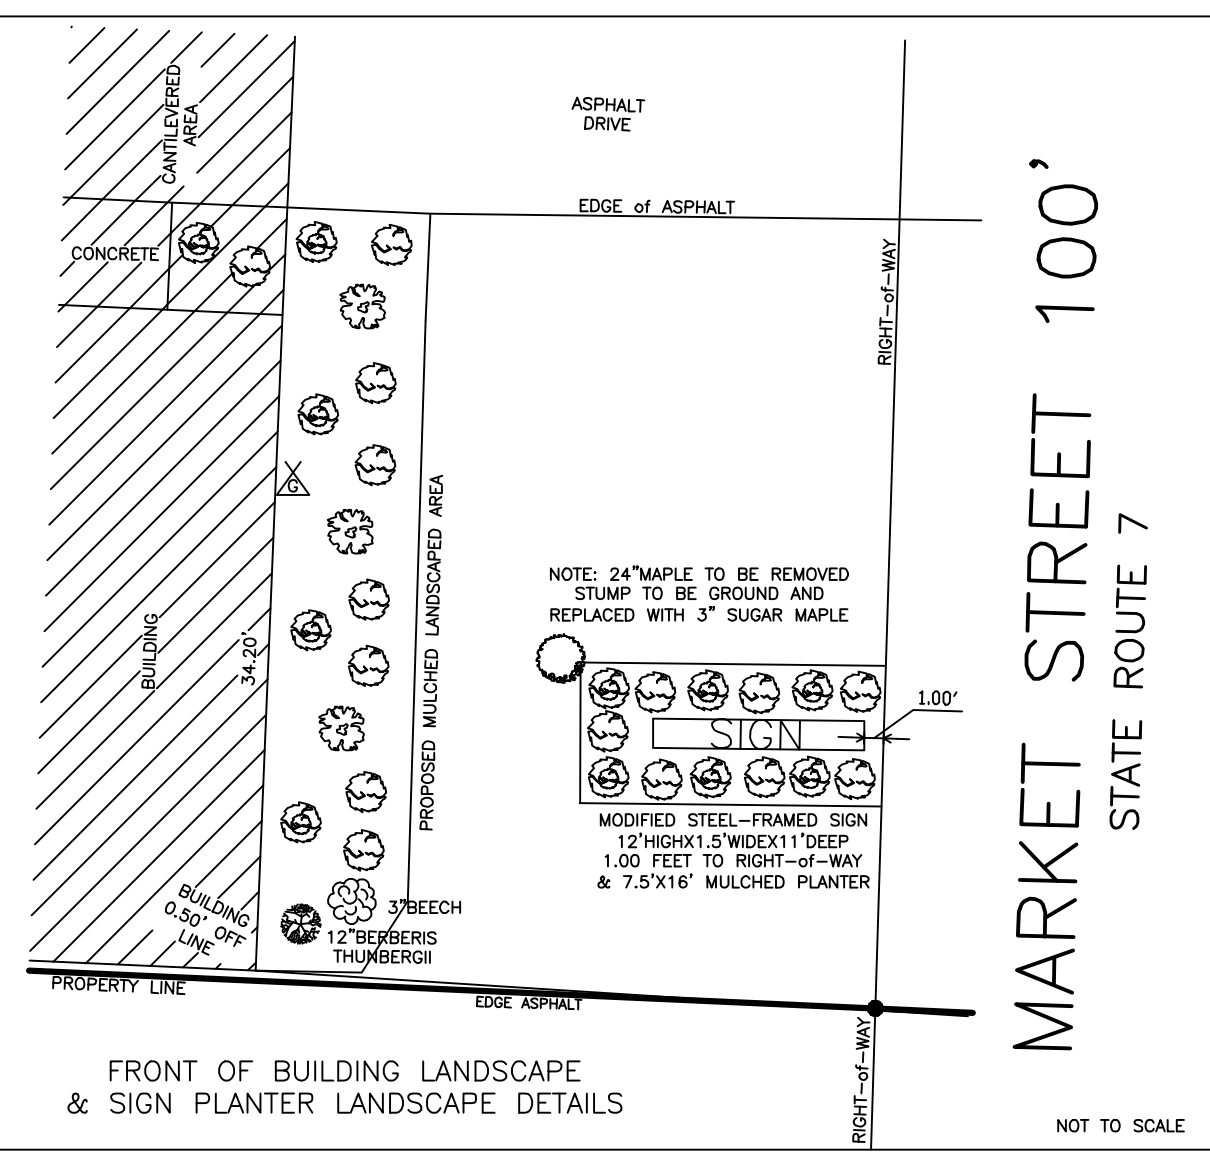 CANTILEVERED
AREA
ASPHALT
DRIVE
EDGE of ASPHALT
CONCRETE
RIGHT-of-WAY
MARKET STREET 100'
STATE ROUTE 7
G
PROPOSED MULCHED LANDSCAPED AREA
BUILDING
34.20'
NOTE: 24"MAPLE TO BE REMOVED
STUMP TO BE GROUND AND
REPLACED WITH 3" SUGAR MAPLE
1.00'
SIGN
MODIFIED STEEL-FRAMED SIGN
12'HIGHX1.5'WIDEX11'DEEP
1.00 FEET TO RIGHT-of-WAY
& 7.5'X16' MULCHED PLANTER
BUILDING
0.50' OFF
LINE
3"BEECH
12"BERBERIS
THUNBERGII
PROPERTY LINE
EDGE ASPHALT
RIGHT-of-WAY
FRONT OF BUILDING LANDSCAPE
& SIGN PLANTER LANDSCAPE DETAILS
NOT TO SCALE